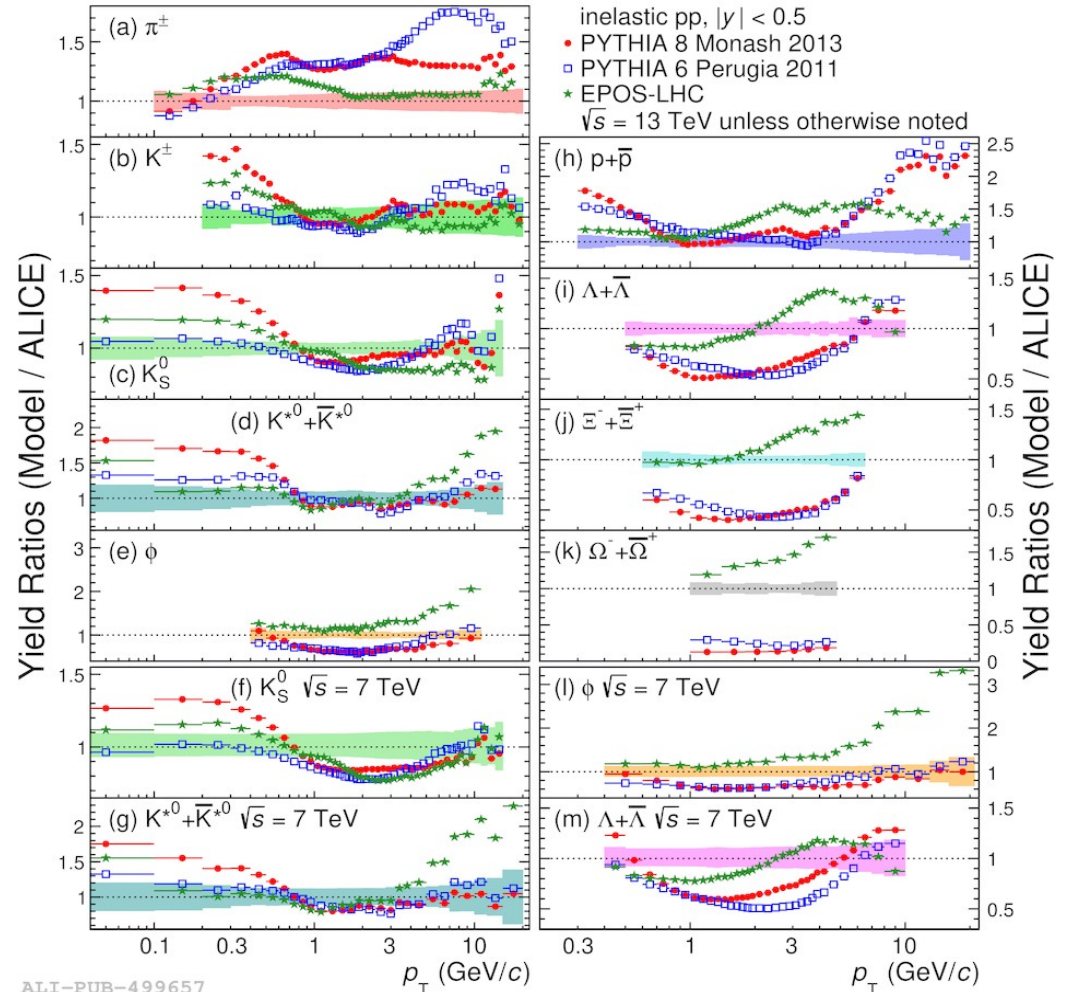 inelastic pp, |y| < 0.5
PYTHIA 8 Monash 2013
PYTHIA 6 Perugia 2011
EPOS-LHC
√s = 13 TeV unless otherwise noted
Yield Ratios (Model / ALICE)
(a) π±
1.5
1
(b) K±
1.5
1
(c) K⁰S
1.5
1
(d) K*⁰+K̅*⁰
2
1.5
1
(e) ϕ
3
2
1
(f) K⁰S √s = 7 TeV
1.5
1
(g) K*⁰+K̅*⁰ √s = 7 TeV
2
1.5
1
0.1 0.3 1 3 10
pT (GeV/c)
(h) p+p̅
2.5
2
1.5
1
(i) Λ+Λ̅
1.5
1
0.5
(j) Ξ⁻+Ξ̅⁺
1.5
1
0.5
(k) Ω⁻+Ω̅⁺
1.5
1
0.5
0
(l) ϕ √s = 7 TeV
3
2
1
(m) Λ+Λ̅ √s = 7 TeV
1.5
1
0.5
0.3 1 3 10
pT (GeV/c)
Yield Ratios (Model / ALICE)
ALI-PUB-499657